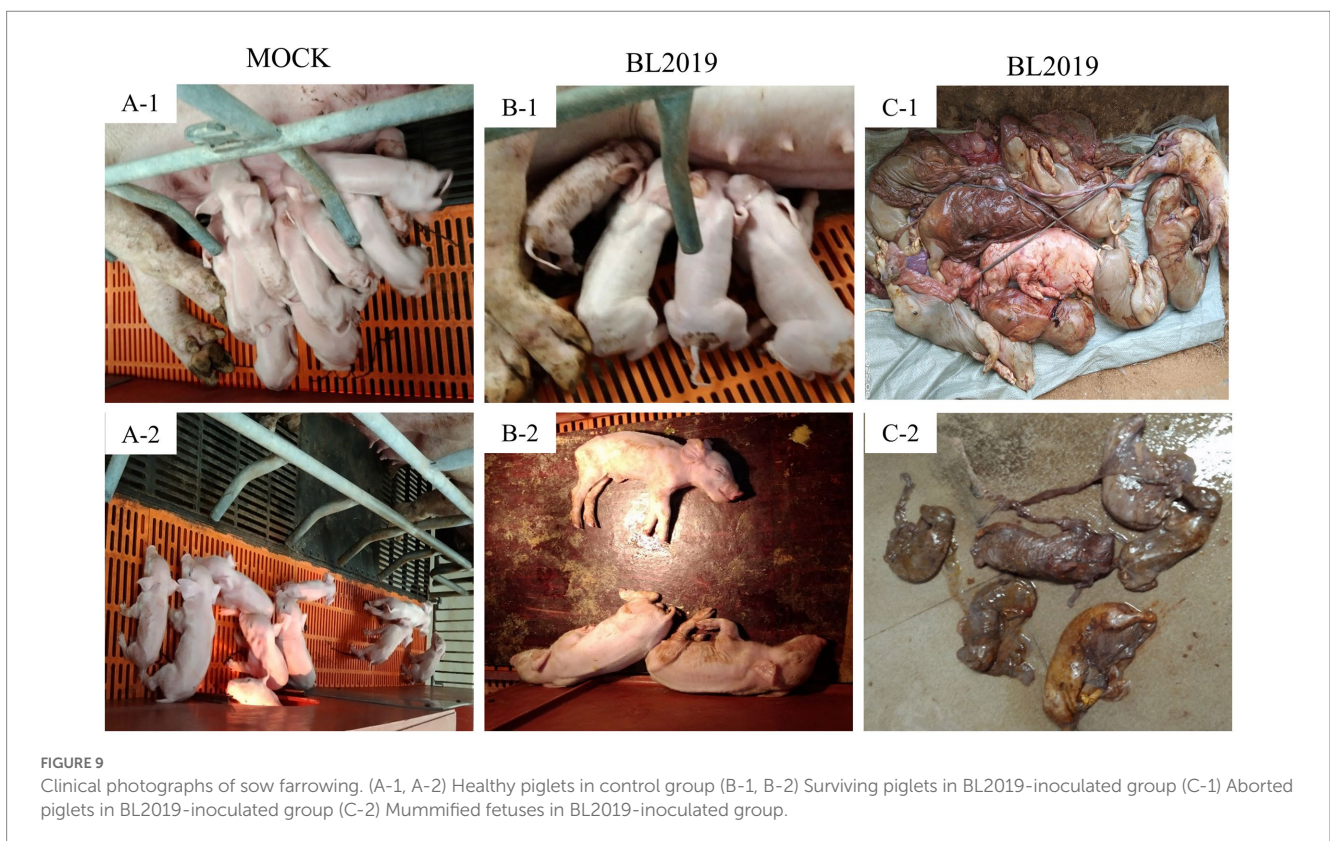 MOCK
BL2019
BL2019
A-1
B-1
C-1
A-2
B-2
C-2
FIGURE 9
Clinical photographs of sow farrowing. (A-1, A-2) Healthy piglets in control group (B-1, B-2) Surviving piglets in BL2019-inoculated group (C-1) Aborted
piglets in BL2019-inoculated group (C-2) Mummified fetuses in BL2019-inoculated group.